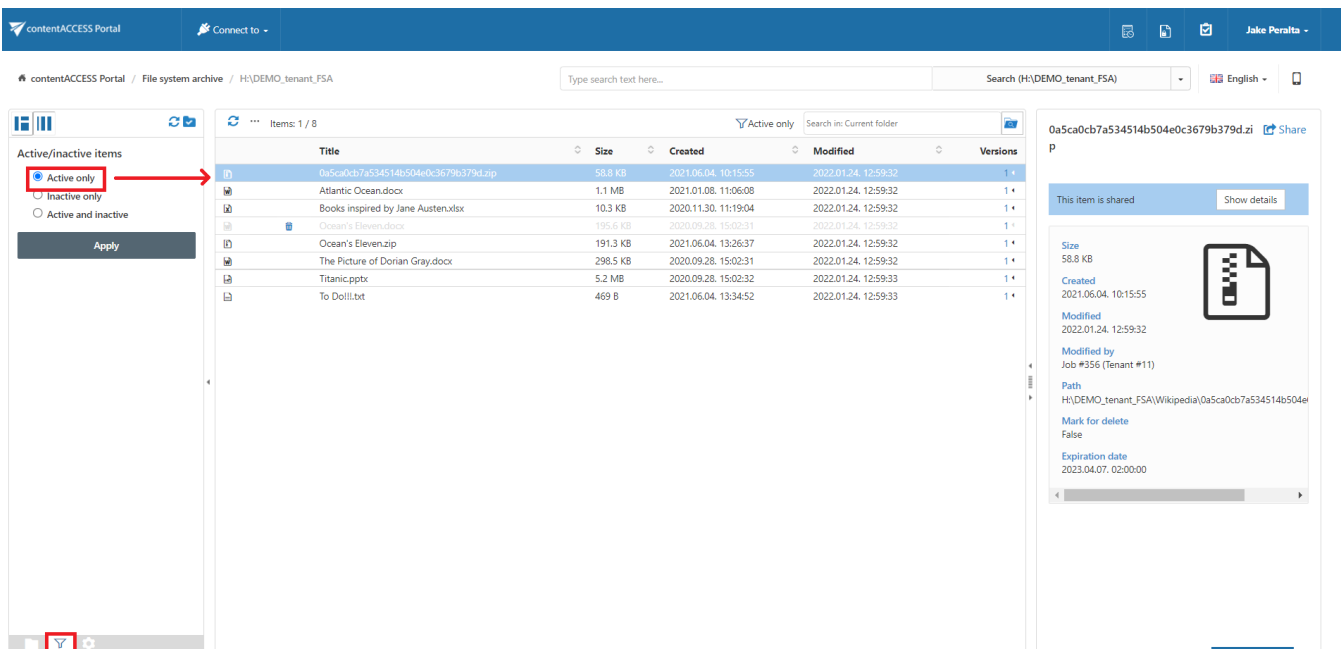 contentACCESS Portal Connect to Jake Peralta
contentACCESS Portal / File system archive / H:\DEMO_tenant_FSA Type search text here... Search (H:\DEMO_tenant_FSA) English
Items: 1 / 8 Active only Search in: Current folder
Active/inactive items
Active only
Inactive only
Active and inactive
Apply
Title Size Created Modified Versions
0a5ca0cb7a534514b504e0c3679b379d.zip 58.8 KB 2021.06.04. 10:15:55 2022.01.24. 12:59:32 1
Atlantic Ocean.docx 1.1 MB 2021.01.08. 11:06:08 2022.01.24. 12:59:32 1
Books inspired by Jane Austen.xlsx 10.3 KB 2020.11.30. 11:19:04 2022.01.24. 12:59:32 1
Ocean's Eleven.docx 195.6 KB 2020.09.28. 15:02:31 2022.01.24. 12:59:32 1
Ocean's Eleven.zip 191.3 KB 2021.06.04. 13:26:37 2022.01.24. 12:59:32 1
The Picture of Dorian Gray.docx 298.5 KB 2020.09.28. 15:02:31 2022.01.24. 12:59:32 1
Titanic.pptx 5.2 MB 2020.09.28. 15:02:32 2022.01.24. 12:59:33 1
To Do!!!.txt 469 B 2021.06.04. 13:34:52 2022.01.24. 12:59:33 1
0a5ca0cb7a534514b504e0c3679b379d.zi Share
p
This item is shared Show details
Size
58.8 KB
Created
2021.06.04. 10:15:55
Modified
2022.01.24. 12:59:32
Modified by
Job #356 (Tenant #11)
Path
H:\DEMO_tenant_FSA\Wikipedia\0a5ca0cb7a534514b504e
Mark for delete
False
Expiration date
2023.04.07. 02:00:00